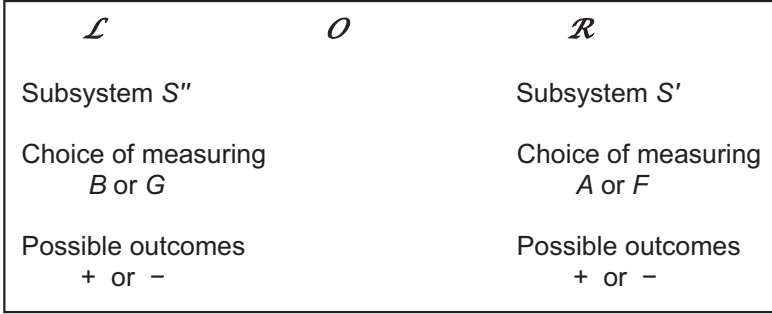 ℒ 𝒪 ℛ
Subsystem S″ Subsystem S′
Choice of measuring Choice of measuring
B or G A or F
Possible outcomes Possible outcomes
+ or − + or −